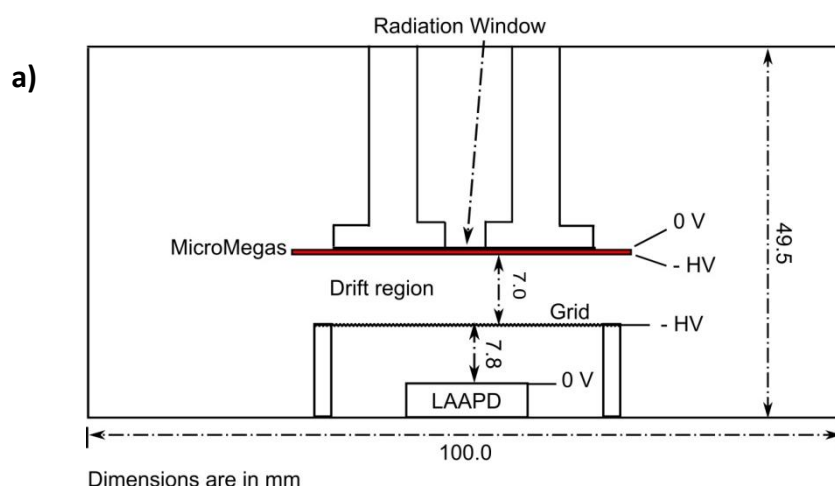 Radiation Window
a)
0 V
MicroMegas
- HV
49.5
7.0
Drift region
Grid
- HV
7.8
0 V
LAAPD
100.0
Dimensions are in mm